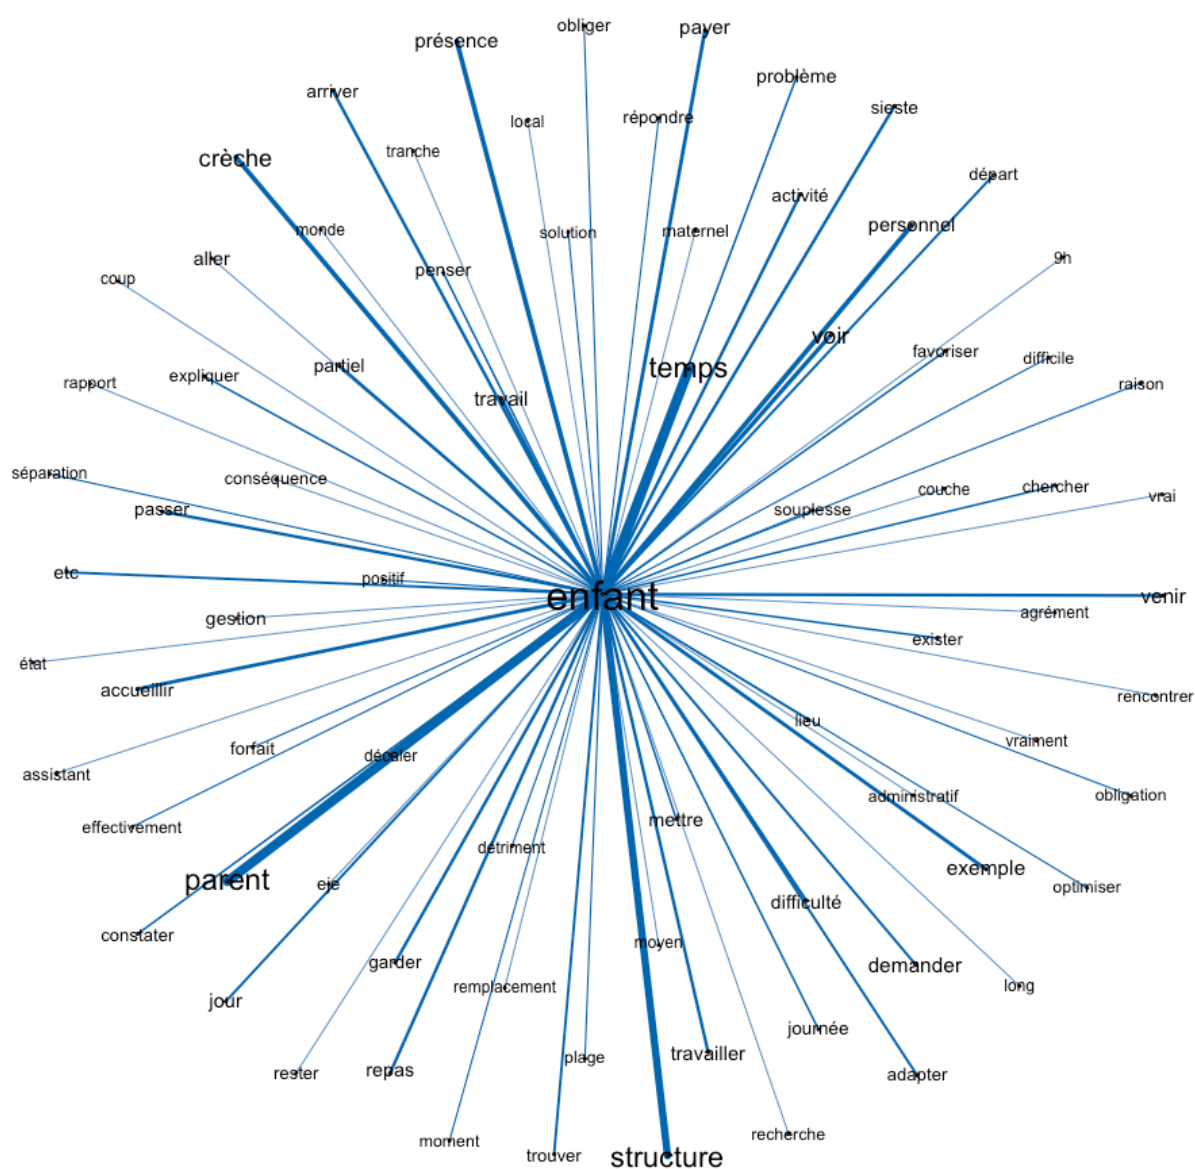 obliger
payer
présence
problème
arriver
sieste
répondre
local
tranche
crèche
départ
activité
personnel
monde
solution
maternel
aller
9h
penser
coup
voir
favoriser
difficile
partiel
temps
expliquer
rapport
raison
travail
séparation
conséquence
chercher
couche
vrai
passer
souplesse
etc
positif
enfant
venir
agrément
gestion
exister
état
accueillir
rencontrer
lieu
vraiment
forfait
décaler
assistant
obligation
administratif
mettre
effectivement
détriment
exemple
parent
eje
optimiser
difficulté
constater
moyen
garder
demander
long
remplacement
jour
journée
travailler
plage
repas
rester
adapter
recherche
moment
trouver
structure